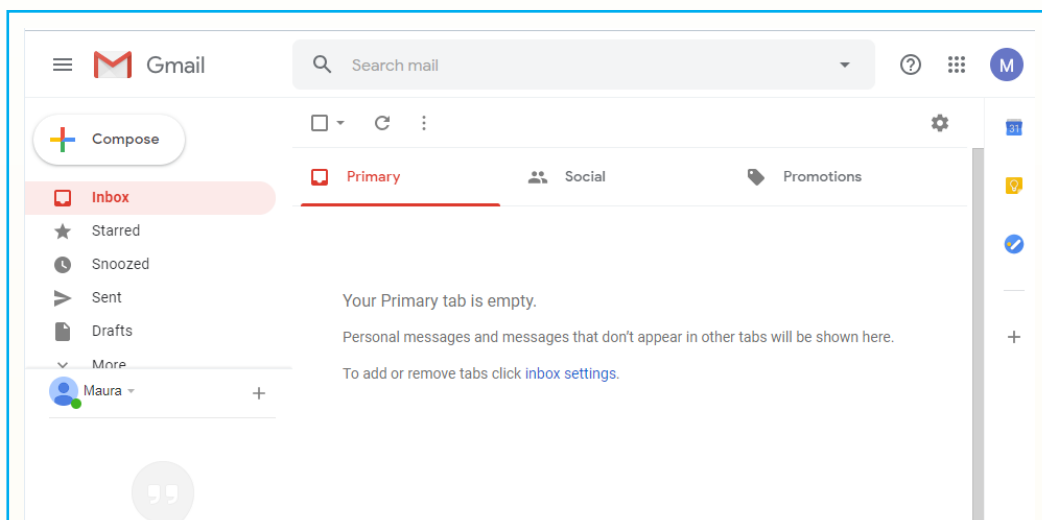 Gmail
Search mail
M
Compose
Primary
Social
Promotions
31
Inbox
Starred
Snoozed
Sent
Drafts
More
Your Primary tab is empty.
Personal messages and messages that don't appear in other tabs will be shown here.
To add or remove tabs click inbox settings.
Maura